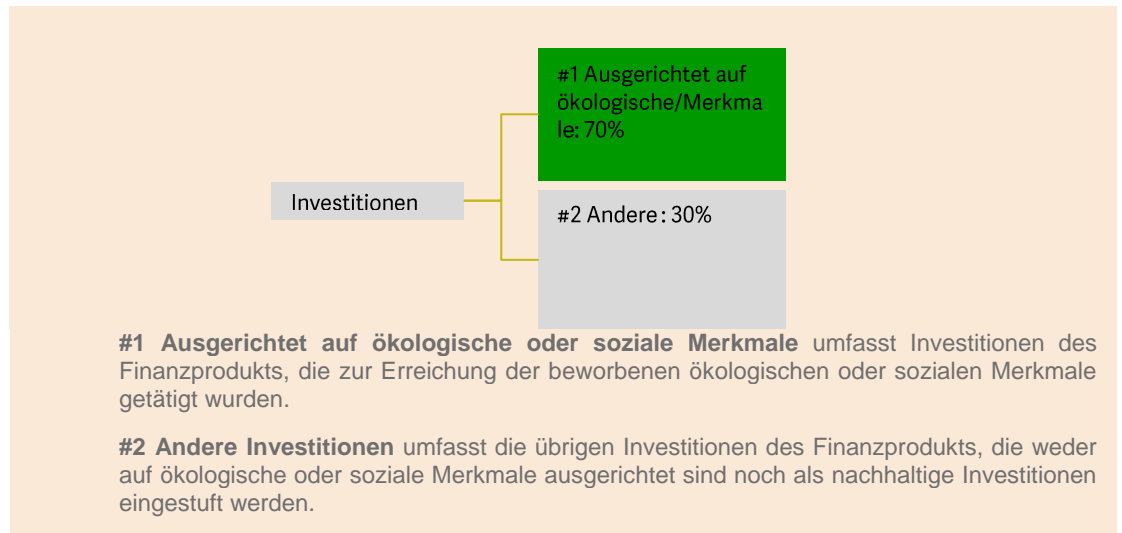 #1 Ausgerichtet auf
ökologische/Merkma
le: 70%
Investitionen
#2 Andere : 30%
#1 Ausgerichtet auf ökologische oder soziale Merkmale umfasst Investitionen des
Finanzprodukts, die zur Erreichung der beworbenen ökologischen oder sozialen Merkmale
getätigt wurden.
#2 Andere Investitionen umfasst die übrigen Investitionen des Finanzprodukts, die weder
auf ökologische oder soziale Merkmale ausgerichtet sind noch als nachhaltige Investitionen
eingestuft werden.